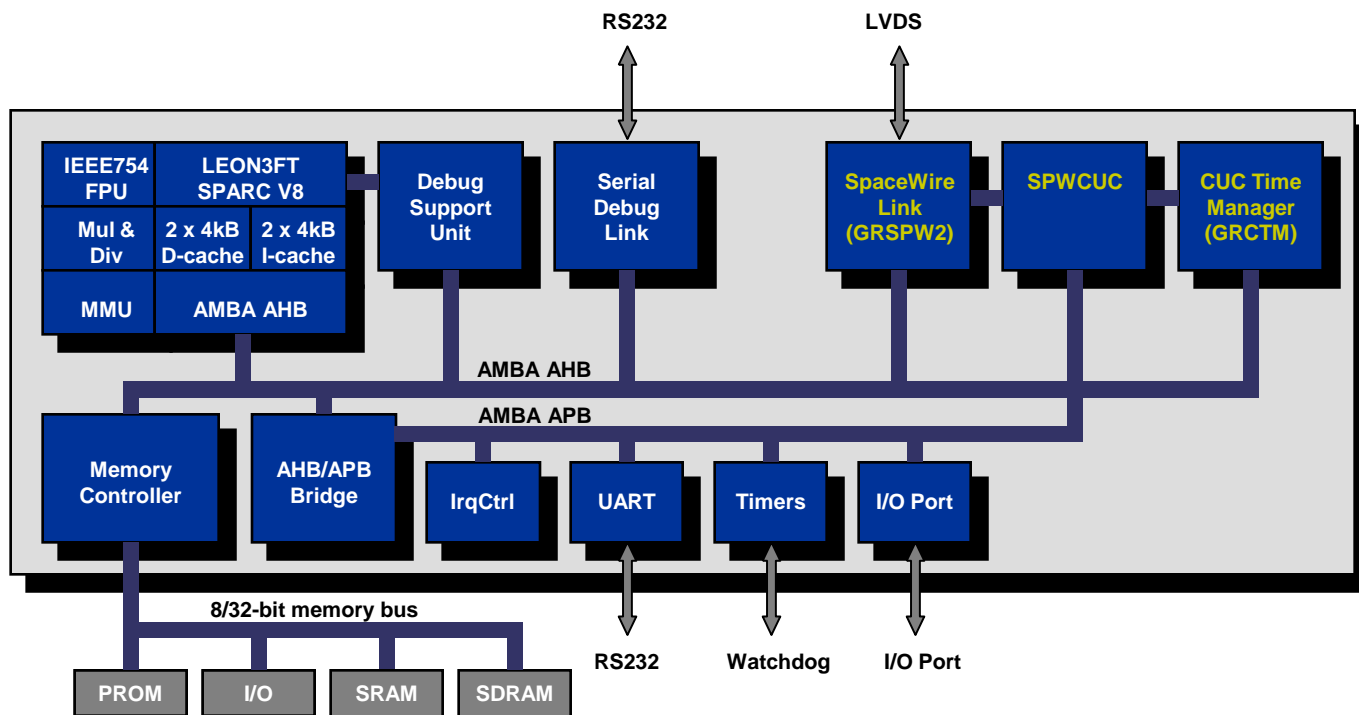 RS232
LVDS
IEEE754
FPU
LEON3FT
SPARC V8
Mul &
Div
2 x 4kB
D-cache
2 x 4kB
I-cache
MMU
AMBA AHB
Debug
Support
Unit
Serial
Debug
Link
SpaceWire
Link
(GRSPW2)
SPWCUC
CUC Time
Manager
(GRCTM)
AMBA AHB
AMBA APB
Memory
Controller
AHB/APB
Bridge
IrqCtrl
UART
Timers
I/O Port
8/32-bit memory bus
RS232
Watchdog
I/O Port
PROM
I/O
SRAM
SDRAM